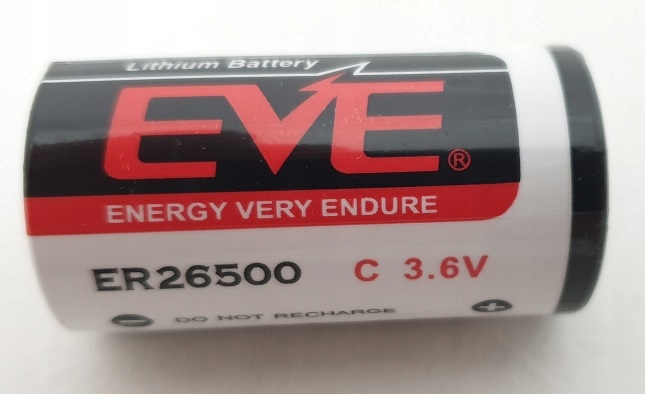 Lithium Battery
EVE®
ENERGY VERY ENDURE
ER26500 C 3.6V
− DO NOT RECHARGE +